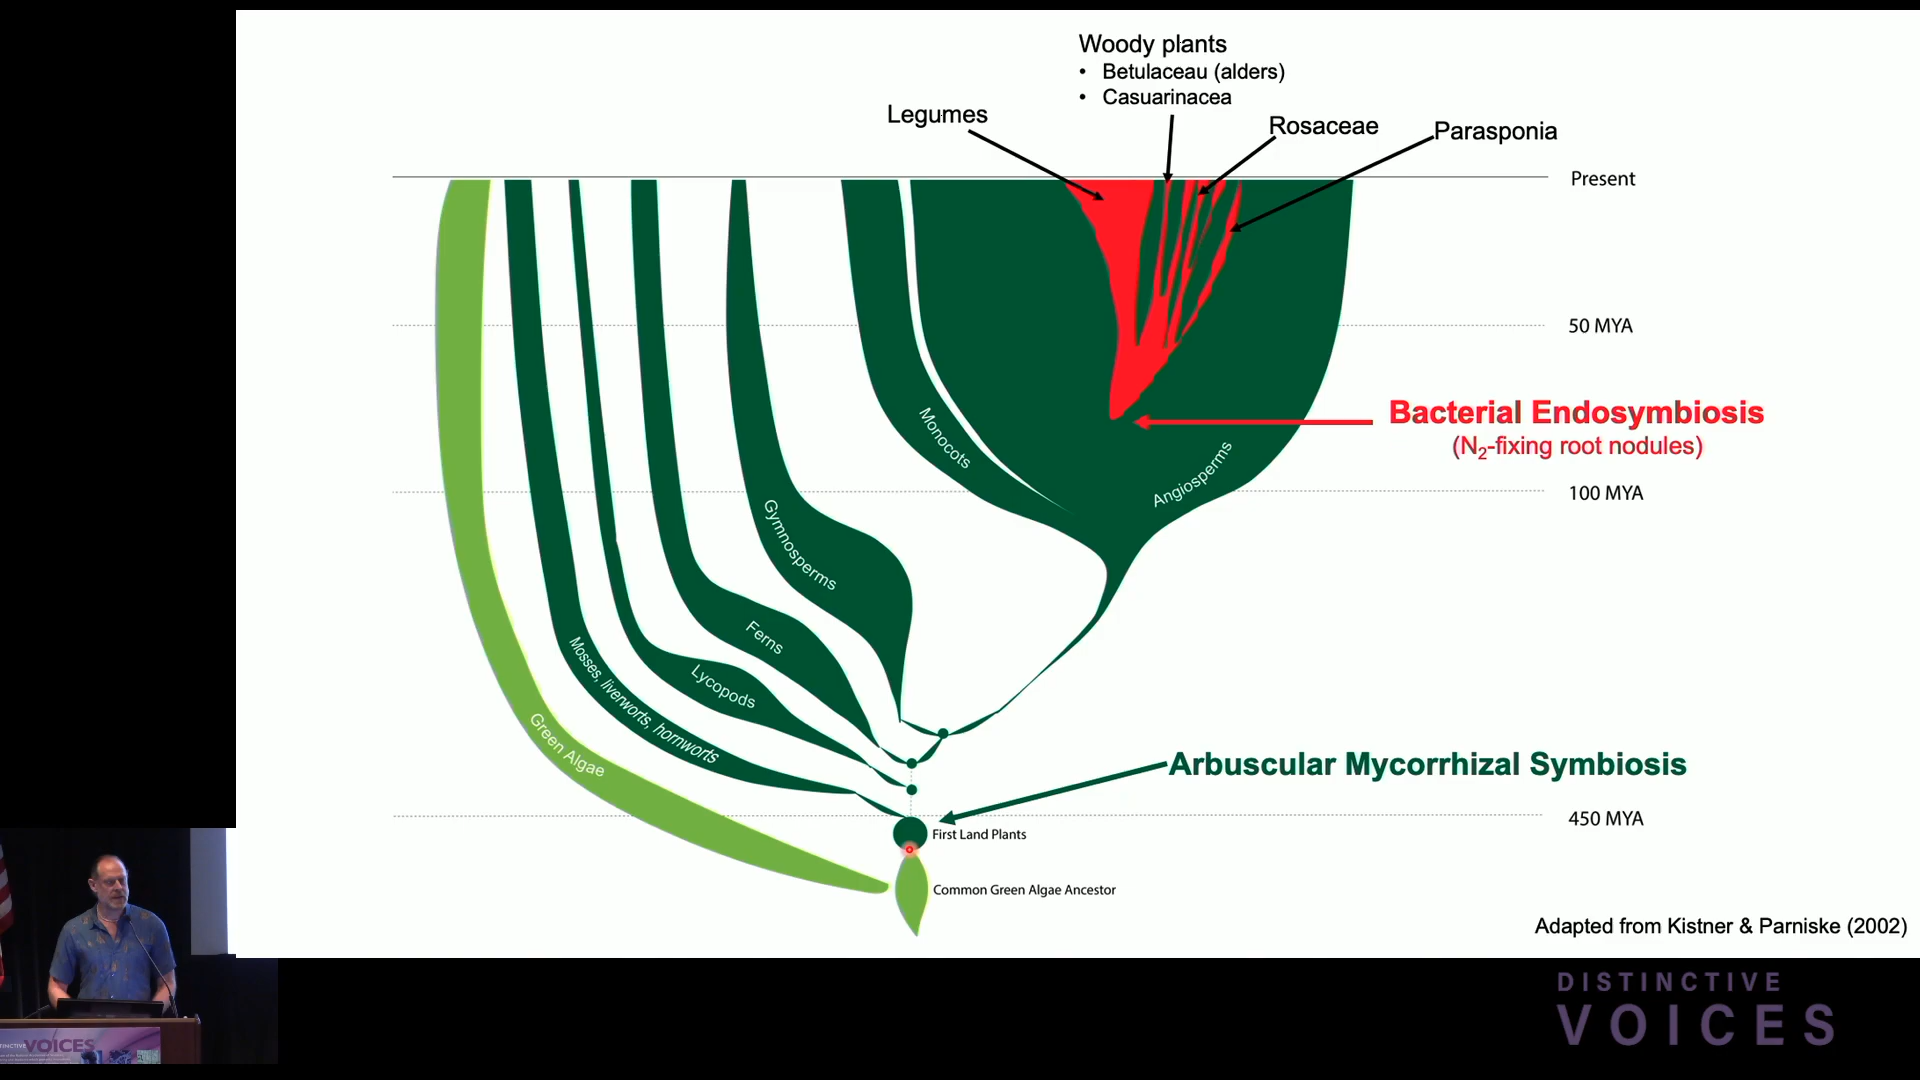 Woody plants
• Betulaceau (alders)
• Casuarinacea
Legumes
Rosaceae
Parasponia
Present
50 MYA
Bacterial Endosymbiosis
(N2-fixing root nodules)
Monocots
Angiosperms
100 MYA
Gymnosperms
Ferns
Lycopods
Mosses, liverworts, hornworts
Green Algae
Arbuscular Mycorrhizal Symbiosis
450 MYA
First Land Plants
Common Green Algae Ancestor
Adapted from Kistner & Parniske (2002)
DISTINCTIVE
VOICES
VOICES